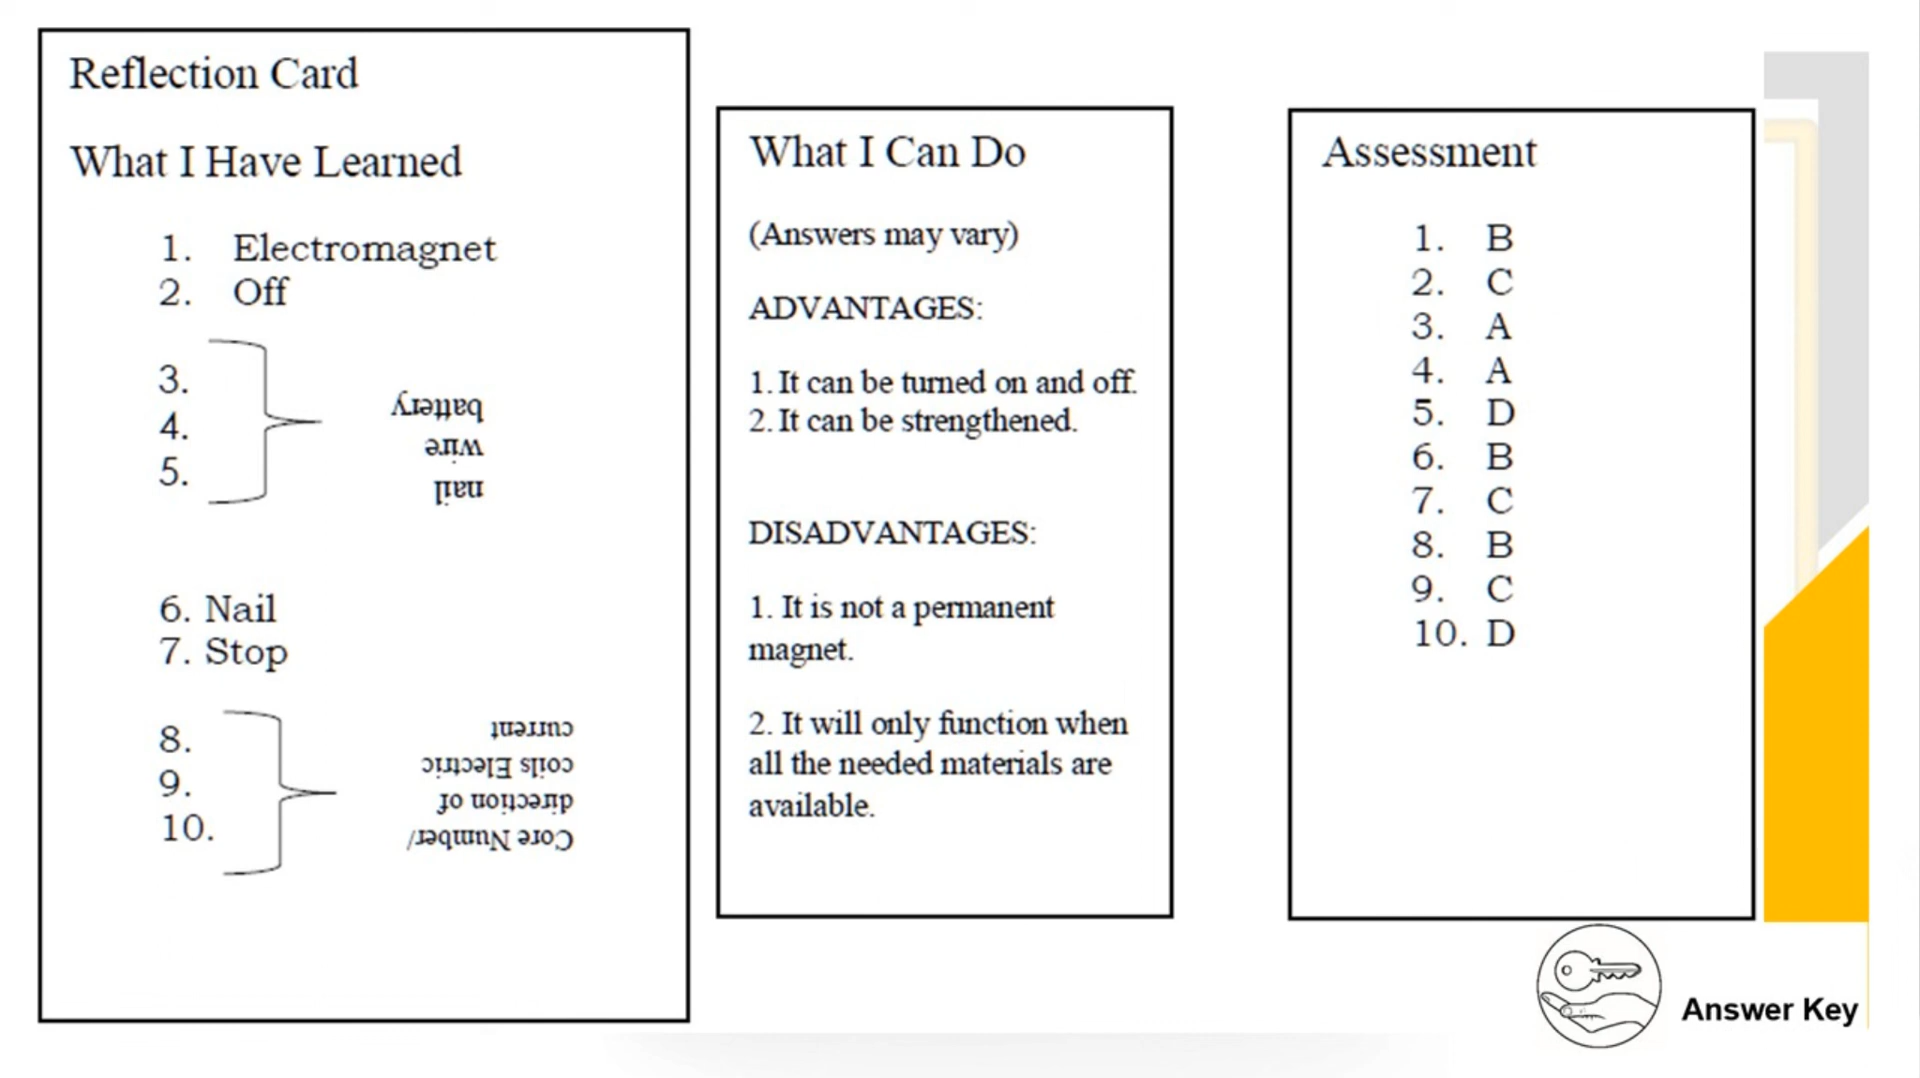 Reflection Card
What I Have Learned
1. Electromagnet
2. Off
3.
4.
5.
nail
wire
battery
6. Nail
7. Stop
8.
9.
10.
Core Number/
direction of
coils Electric
current
What I Can Do
(Answers may vary)
ADVANTAGES:
1. It can be turned on and off.
2. It can be strengthened.
DISADVANTAGES:
1. It is not a permanent
magnet.
2. It will only function when
all the needed materials are
available.
Assessment
1. B
2. C
3. A
4. A
5. D
6. B
7. C
8. B
9. C
10. D
Answer Key